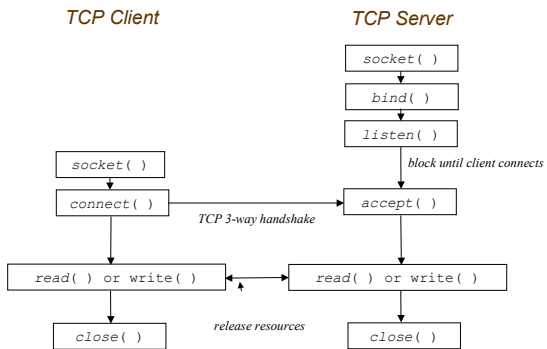 TCP Client
TCP Server
socket( )
bind( )
listen( )
block until client connects
socket( )
connect( )
accept( )
TCP 3-way handshake
read( ) or write( )
read( ) or write( )
release resources
close( )
close( )